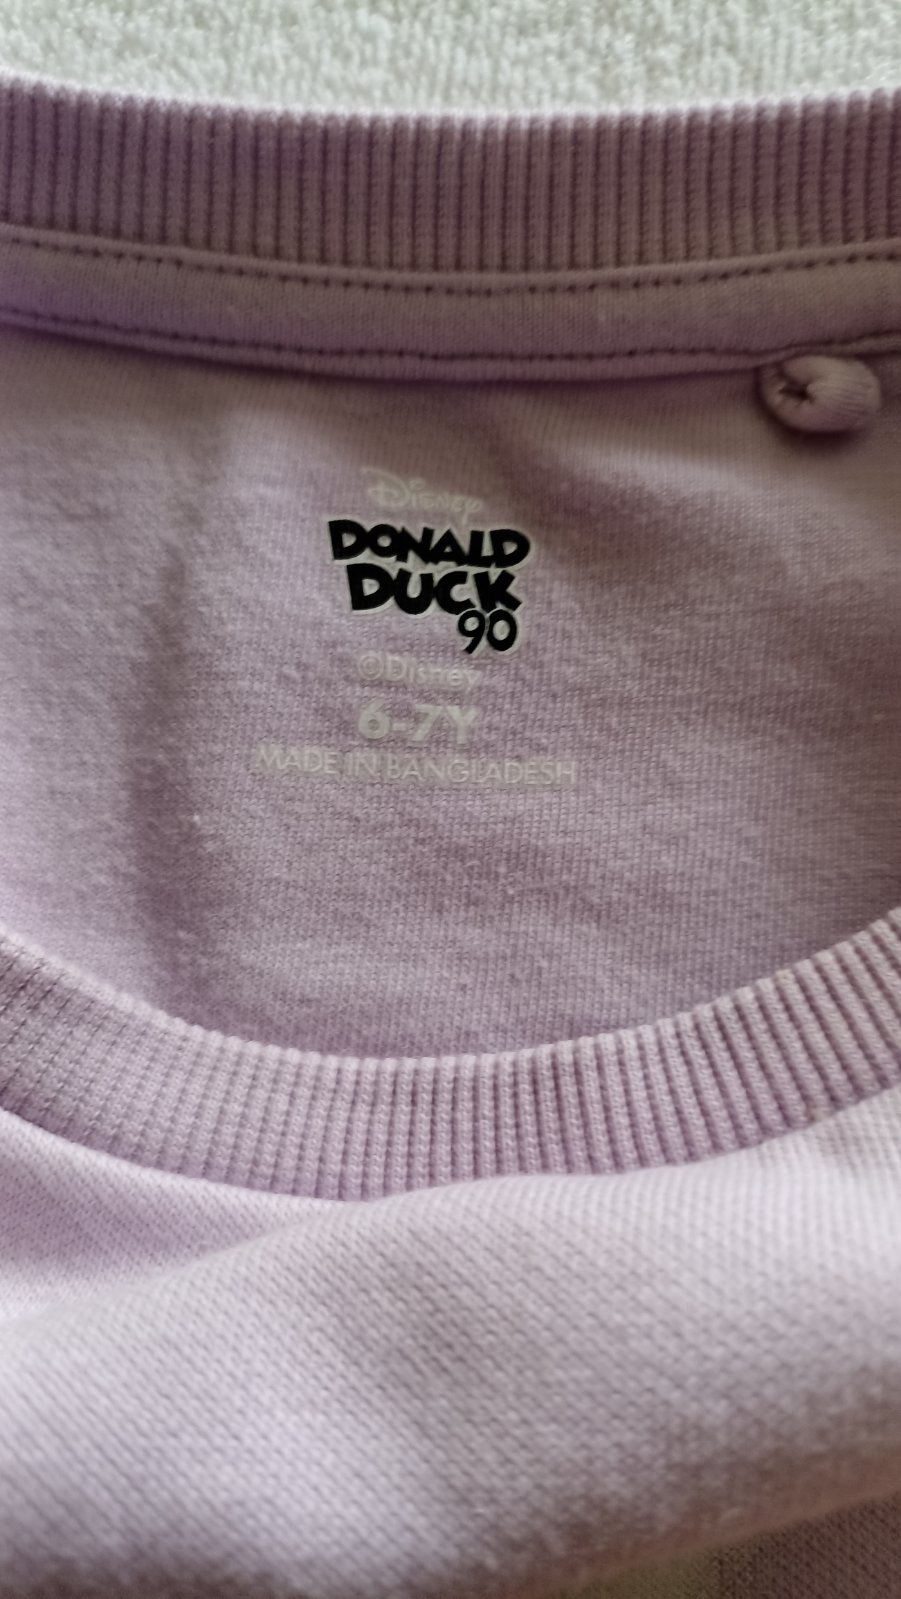 Disney
DONALD
DUCK
90
©Disney
6-7Y
MADE IN BANGLADESH